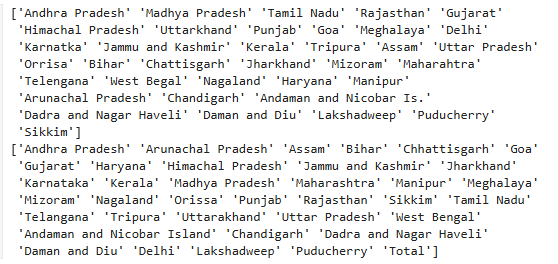 ['Andhra Pradesh' 'Madhya Pradesh' 'Tamil Nadu' 'Rajasthan' 'Gujarat'
'Himachal Pradesh' 'Uttarkhand' 'Punjab' 'Goa' 'Meghalaya' 'Delhi'
'Karnatka' 'Jammu and Kashmir' 'Kerala' 'Tripura' 'Assam' 'Uttar Pradesh'
'Orrisa' 'Bihar' 'Chattisgarh' 'Jharkhand' 'Mizoram' 'Maharahtra'
'Telengana' 'West Begal' 'Nagaland' 'Haryana' 'Manipur'
'Arunachal Pradesh' 'Chandigarh' 'Andaman and Nicobar Is.'
'Dadra and Nagar Haveli' 'Daman and Diu' 'Lakshadweep' 'Puducherry'
'Sikkim']
['Andhra Pradesh' 'Arunachal Pradesh' 'Assam' 'Bihar' 'Chhattisgarh' 'Goa'
'Gujarat' 'Haryana' 'Himachal Pradesh' 'Jammu and Kashmir' 'Jharkhand'
'Karnataka' 'Kerala' 'Madhya Pradesh' 'Maharashtra' 'Manipur' 'Meghalaya'
'Mizoram' 'Nagaland' 'Orissa' 'Punjab' 'Rajasthan' 'Sikkim' 'Tamil Nadu'
'Telangana' 'Tripura' 'Uttarakhand' 'Uttar Pradesh' 'West Bengal'
'Andaman and Nicobar Island' 'Chandigarh' 'Dadra and Nagar Haveli'
'Daman and Diu' 'Delhi' 'Lakshadweep' 'Puducherry' 'Total']